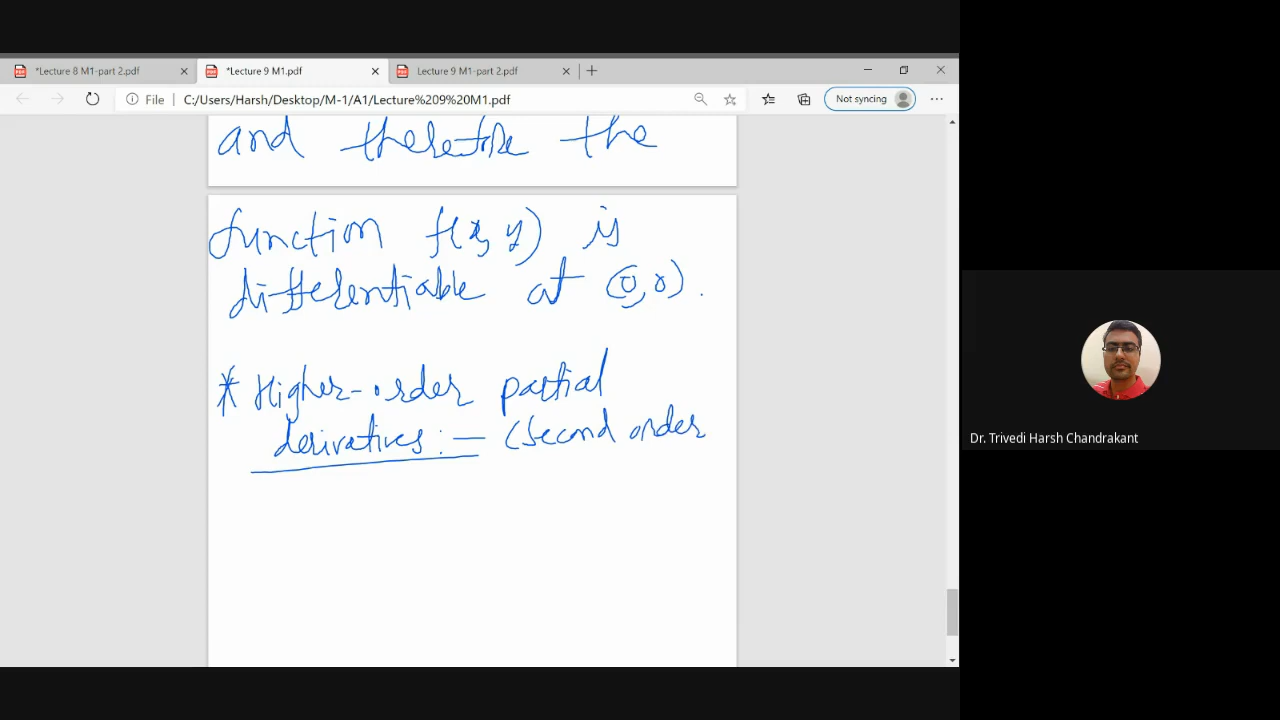 *Lecture 8 M1-part 2.pdf
*Lecture 9 M1.pdf
Lecture 9 M1-part 2.pdf
File
C:/Users/Harsh/Desktop/M-1/A1/Lecture%209%20M1.pdf
Not syncing
and therefore the
function f(x, y) is
differentiable at (0,0).
* Higher-order partial
derivatives: — (Second order
Dr. Trivedi Harsh Chandrakant